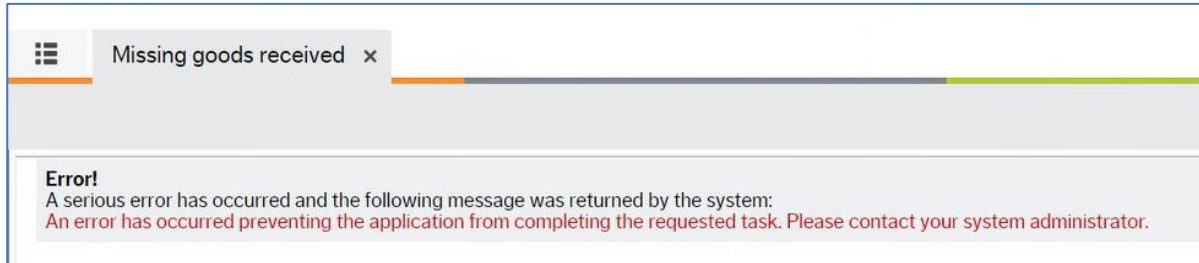 Missing goods received ×
Error!
A serious error has occurred and the following message was returned by the system:
An error has occurred preventing the application from completing the requested task. Please contact your system administrator.